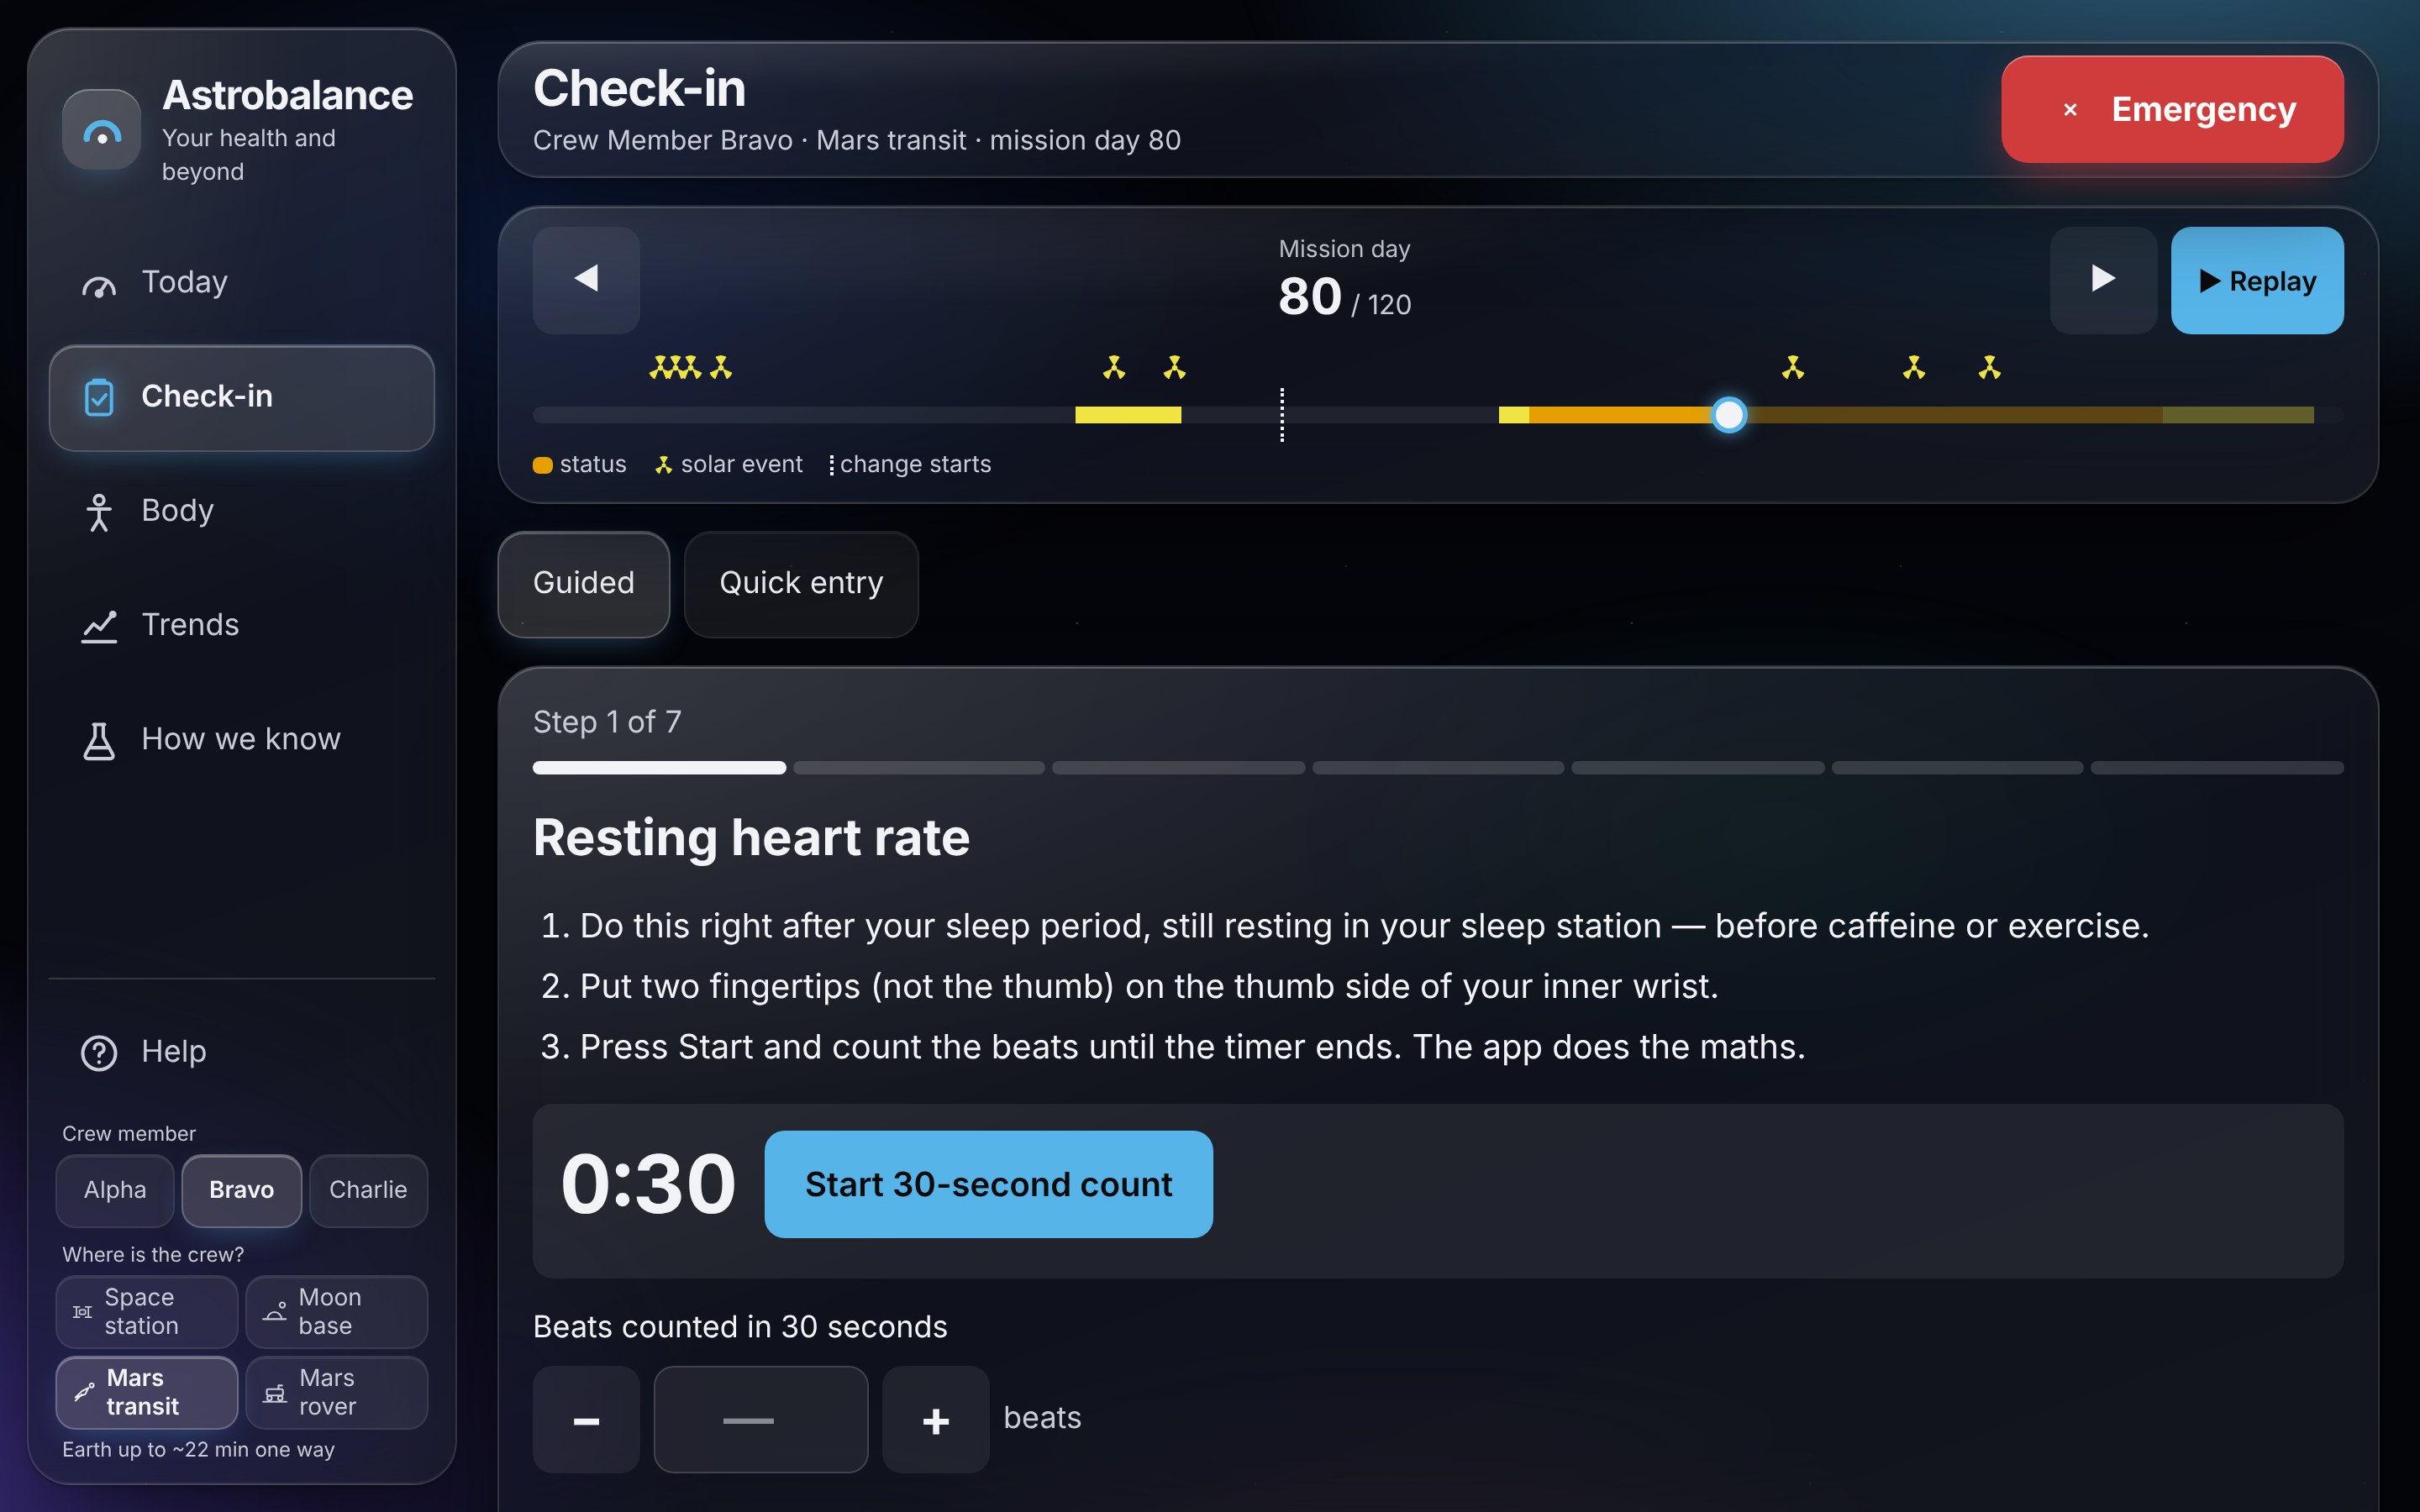 Astrobalance
Your health and
beyond
Today
Check-in
Body
Trends
How we know
Help
Crew member
Alpha
Bravo
Charlie
Where is the crew?
Space
station
Moon
base
Mars
transit
Mars
rover
Earth up to ~22 min one way
Check-in
Crew Member Bravo · Mars transit · mission day 80
× Emergency
Mission day
80 / 120
▶ Replay
status
solar event
change starts
Guided
Quick entry
Step 1 of 7
Resting heart rate
1. Do this right after your sleep period, still resting in your sleep station — before caffeine or exercise.
2. Put two fingertips (not the thumb) on the thumb side of your inner wrist.
3. Press Start and count the beats until the timer ends. The app does the maths.
0:30
Start 30-second count
Beats counted in 30 seconds
− — + beats